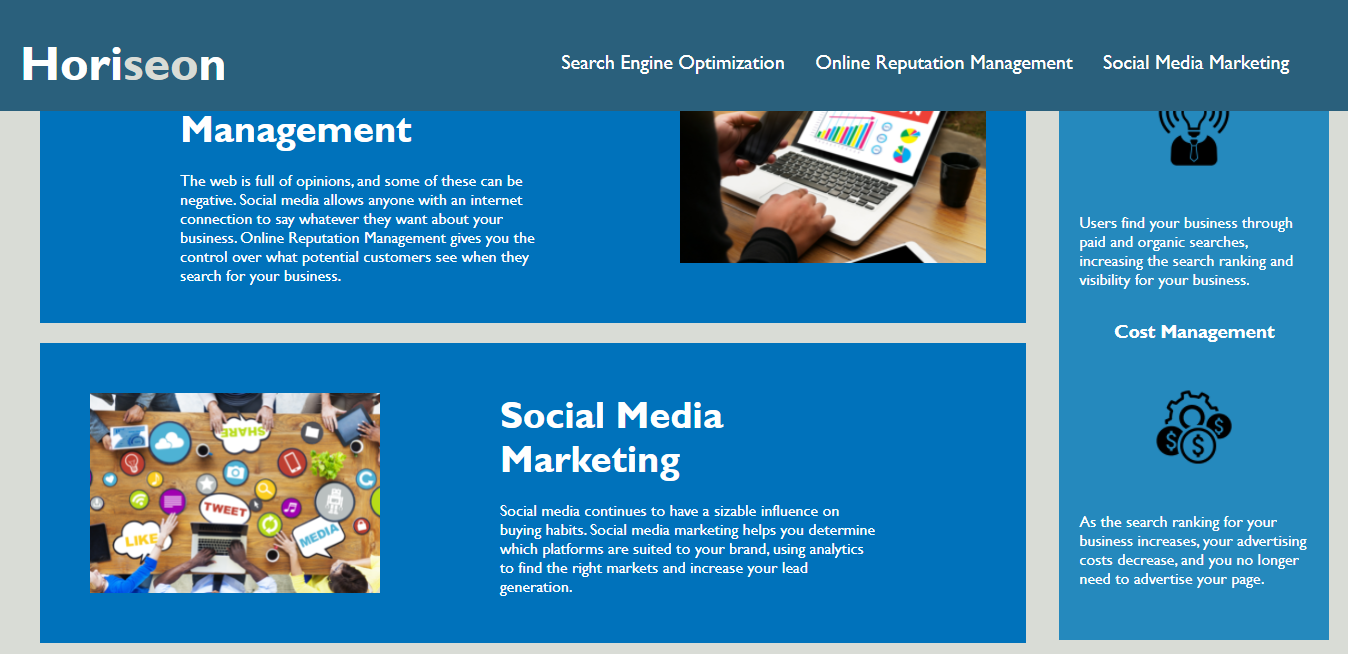 Horiseon
Search Engine Optimization
Online Reputation Management
Social Media Marketing
Management
The web is full of opinions, and some of these can be
negative. Social media allows anyone with an internet
connection to say whatever they want about your
business. Online Reputation Management gives you the
control over what potential customers see when they
search for your business.
SHARE
TWEET
LIKE
MEDIA
Social Media
Marketing
Social media continues to have a sizable influence on
buying habits. Social media marketing helps you determine
which platforms are suited to your brand, using analytics
to find the right markets and increase your lead
generation.
Users find your business through
paid and organic searches,
increasing the search ranking and
visibility for your business.
Cost Management
$ $ $
As the search ranking for your
business increases, your advertising
costs decrease, and you no longer
need to advertise your page.